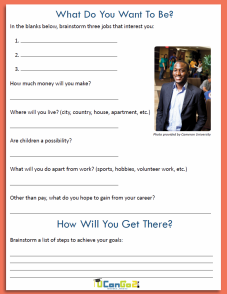 What Do You Want To Be?
In the blanks below, brainstorm three jobs that interest you:
1.
2.
3.
How much money will you make?
Photo provided by Cameron University
Where will you live? (city, country, house, apartment, etc.)
Are children a possibility?
What will you do apart from work? (sports, hobbies, volunteer work, etc.)
Other than pay, what do you hope to gain from your career?
How Will You Get There?
Brainstorm a list of steps to achieve your goals:
UCanGo2